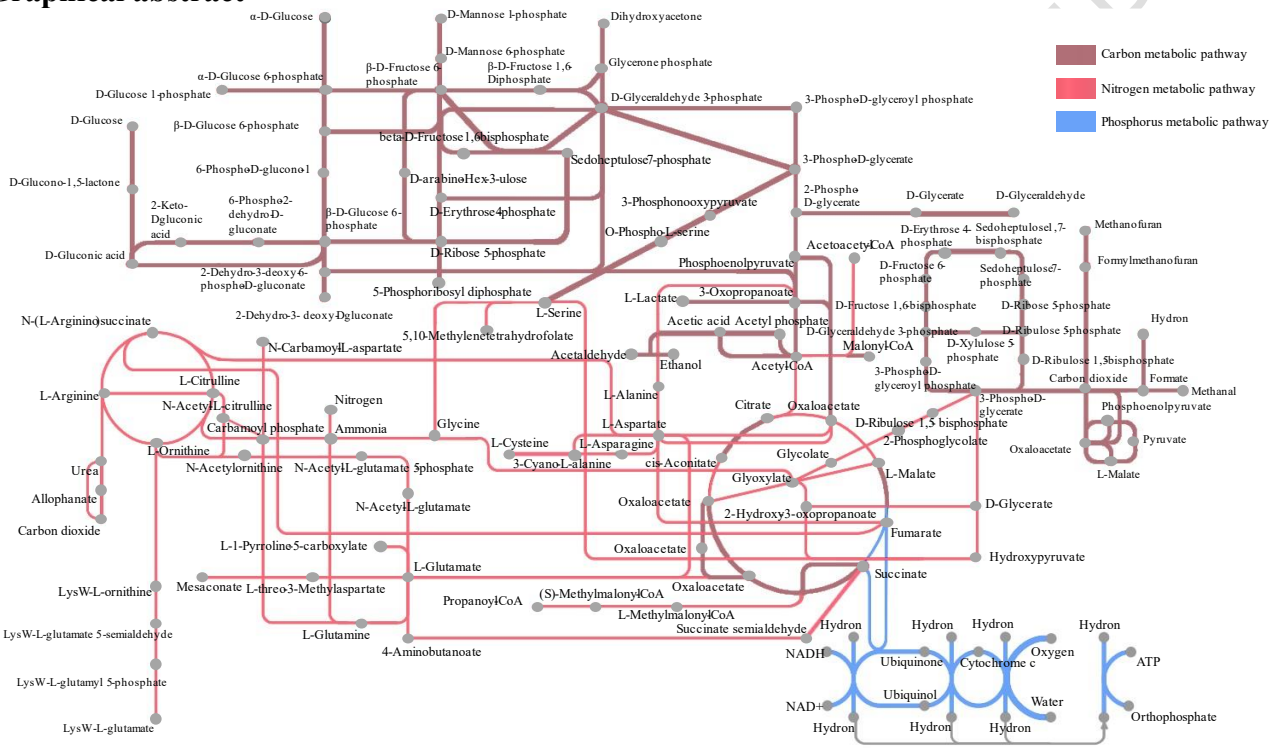 α-D-Glucose
D-Mannose 1-phosphate
Dihydroxyacetone
D-Mannose 6-phosphate
α-D-Glucose 6-phosphate
β-D-Fructose 6-
phosphate
β-D-Fructose 1,6-
Diphosphate
Glycerone phosphate
D-Glucose 1-phosphate
D-Glyceraldehyde 3-phosphate
3-Phospho-D-glyceroyl phosphate
Carbon metabolic pathway
Nitrogen metabolic pathway
Phosphorus metabolic pathway
D-Glucose
β-D-Glucose 6-phosphate
beta-D-Fructose 1,6-bisphosphate
Sedoheptulose 7-phosphate
3-Phospho-D-glycerate
6-Phospho-D-glucono-1
D-Glucono-1,5-lactone
D-arabino-Hex-3-ulose
2-Keto-
Dgluconic
acid
6-Phospho-2-
dehydro-D-
gluconate
β-D-Glucose 6-
phosphate
D-Erythrose 4-phosphate
3-Phosphonooxypyruvate
2-Phospho-
D-glycerate
D-Glycerate
D-Glyceraldehyde
O-Phospho-L-serine
D-Gluconic acid
D-Ribose 5-phosphate
2-Dehydro-3-deoxy-6-
phospho-D-gluconate
5-Phosphoribosyl diphosphate
2-Dehydro-3- deoxy-Dgluconate
Phosphoenolpyruvate
Acetoacetyl-CoA
D-Erythrose 4-
phosphate
Sedoheptulose1,7-
bisphosphate
Methanofuran
D-Fructose 6-
phosphate
Sedoheptulose7-
phosphate
Formylmethanofuran
L-Serine
L-Lactate
3-Oxopropanoate
D-Fructose 1,6-bisphosphate
D-Ribose 5-phosphate
5,10-Methylenetetrahydrofolate
Acetic acid
Acetyl phosphate
D-Glyceraldehyde 3-phosphate
D-Ribulose 5-phosphate
Hydron
N-(L-Arginino)succinate
N-Carbamoyl-L-aspartate
Acetaldehyde
Ethanol
Acetyl-CoA
Malonyl-CoA
D-Xylulose 5-
phosphate
D-Ribulose 1,5-bisphosphate
3-Phospho-D-
glyceroyl phosphate
Carbon dioxide
Formate
Methanal
L-Arginine
L-Citrulline
N-Acetyl-L-citrulline
Nitrogen
L-Alanine
Citrate
Oxaloacetate
3-Phospho-D-
glycerate
Phosphoenolpyruvate
Carbamoyl phosphate
Ammonia
Glycine
L-Aspartate
D-Ribulose 1,5 bisphosphate
2-Phosphoglycolate
L-Ornithine
L-Cysteine
L-Asparagine
3-Cyano-L-alanine
cis-Aconitate
Glycolate
Oxaloacetate
Pyruvate
L-Malate
Urea
N-Acetylornithine
N-Acetyl-L-glutamate 5-phosphate
Glyoxylate
L-Malate
Allophanate
N-Acetyl-L-glutamate
Oxaloacetate
2-Hydroxy-3-oxopropanoate
D-Glycerate
Carbon dioxide
Fumarate
L-1-Pyrroline-5-carboxylate
Oxaloacetate
Hydroxypyruvate
LysW-L-ornithine
Mesaconate
L-threo-3-Methylaspartate
L-Glutamate
Oxaloacetate
Succinate
Propanoyl-CoA
(S)-Methylmalonyl-CoA
L-Methylmalonyl-CoA
LysW-L-glutamate 5-semialdehyde
L-Glutamine
4-Aminobutanoate
Succinate semialdehyde
Hydron
Hydron
Hydron
Hydron
LysW-L-glutamyl 5-phosphate
NADH
Ubiquinone
Cytochrome c
Oxygen
ATP
LysW-L-glutamate
NAD+
Ubiquinol
Water
Orthophosphate
Hydron
Hydron
Hydron